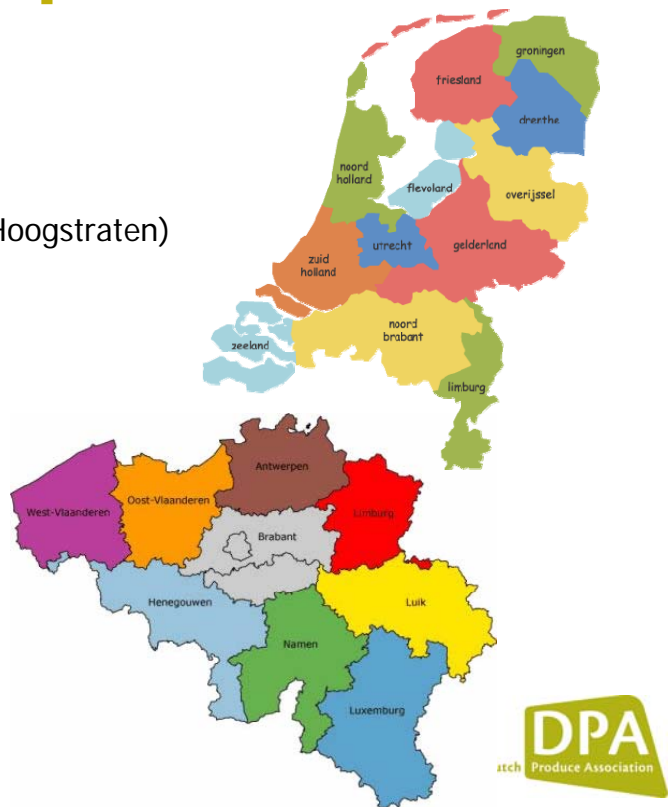 groningen
friesland
drenthe
noord
holland
flevoland
overijssel
Hoogstraten)
utrecht
gelderland
zuid
holland
noord
brabant
zeeland
limburg
Antwerpen
Oost-Vlaanderen
West-Vlaanderen
Limburg
Brabant
Henegouwen
Luik
Namen
Luxemburg
DPA
Produce Association